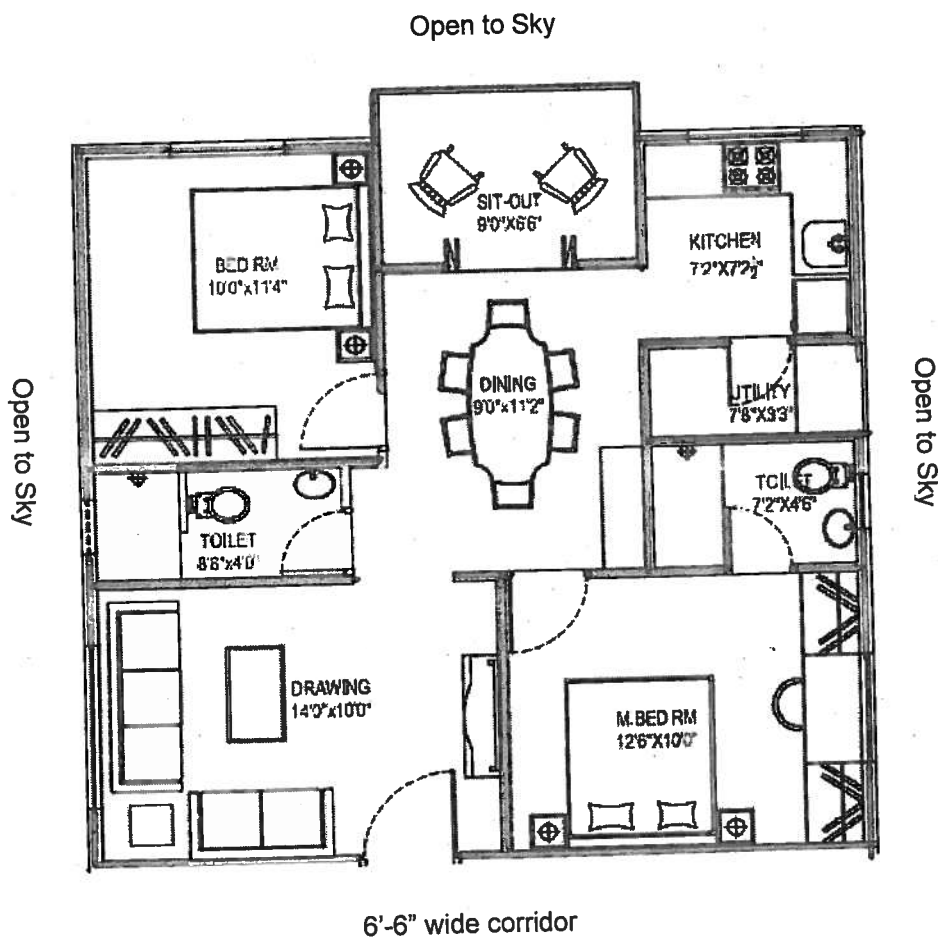 Open to Sky
SIT-OUT
9'0"X6'6"
KITCHEN
7'2"X7'2½"
BED RM
10'0"x11'4"
Open to Sky
DINING
9'0"x11'2"
UTILITY
7'8"X3'3"
Open to Sky
TOILET
7'2"X4'6"
TOILET
8'6"x4'0"
DRAWING
14'0"x10'0"
M.BED RM
12'6"X10'0"
6'-6" wide corridor